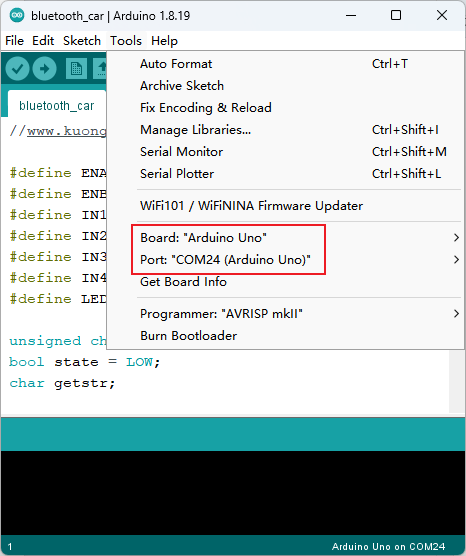 bluetooth_car | Arduino 1.8.19
File Edit Sketch Tools Help
bluetooth_car
Auto Format Ctrl+T
Archive Sketch
Fix Encoding & Reload
Manage Libraries... Ctrl+Shift+I
Serial Monitor Ctrl+Shift+M
Serial Plotter Ctrl+Shift+L
WiFi101 / WiFiNINA Firmware Updater
Board: "Arduino Uno"
Port: "COM24 (Arduino Uno)"
Get Board Info
Programmer: "AVRISP mkII"
Burn Bootloader
//www.kuong
#define ENA
#define ENB
#define IN1
#define IN2
#define IN3
#define IN4
#define LED
unsigned ch
bool state = LOW;
char getstr;
1 Arduino Uno on COM24